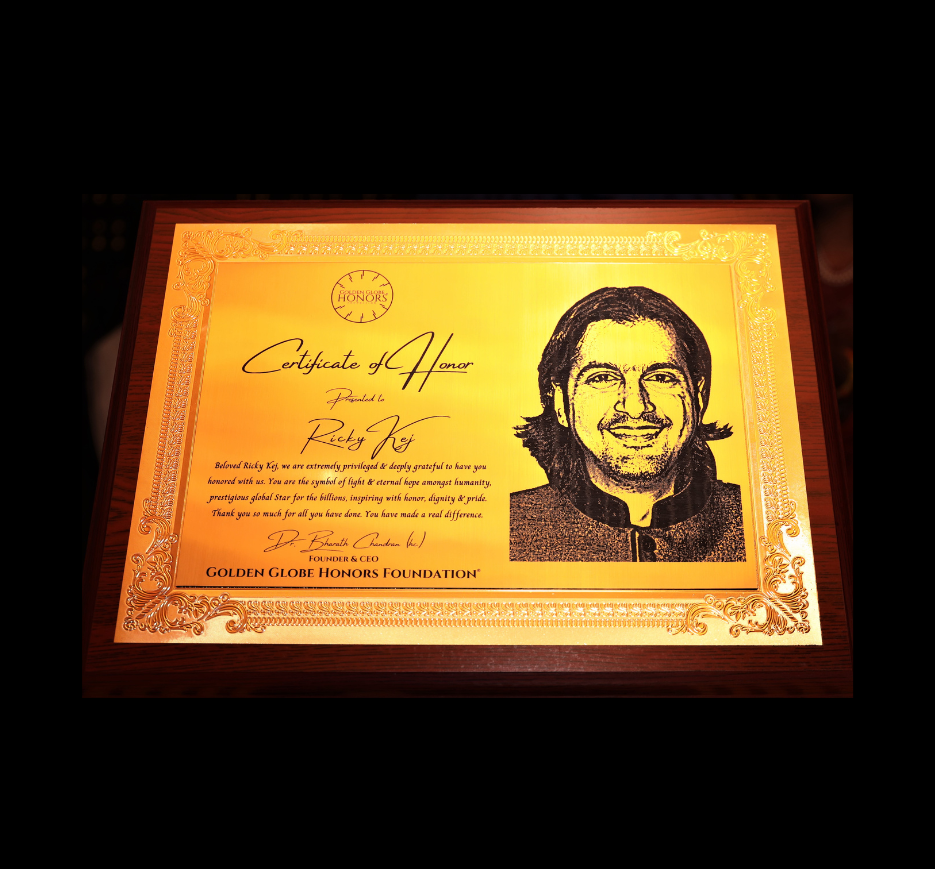 GOLDEN GLOBE
HONORS
Certificate of Honor
Presented to
Ricky Kej
Beloved Ricky Kej, we are extremely privileged & deeply grateful to have you
honored with us. You are the symbol of light & eternal hope amongst humanity,
prestigious global Star for the billions, inspiring with honor, dignity & pride.
Thank you so much for all you have done. You have made a real difference.
Dr. Bharath Chandran (hc.)
FOUNDER & CEO
GOLDEN GLOBE HONORS FOUNDATION®